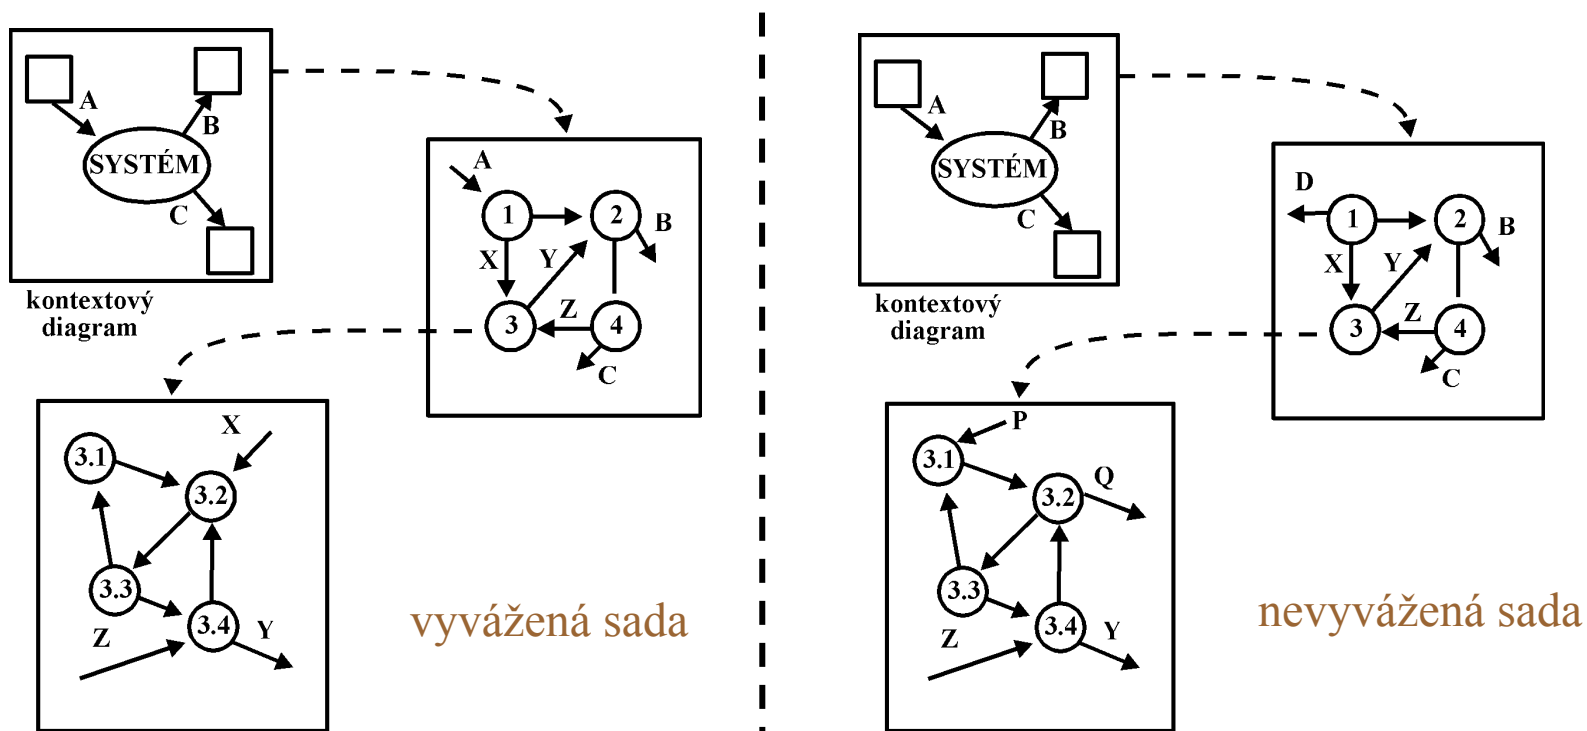 A
B
SYSTÉM
C
kontextový
diagram
A
1
2
B
X
Y
3
Z
4
C
X
3.1
3.2
3.3
Z
3.4
Y
vyvážená sada
A
B
SYSTÉM
C
kontextový
diagram
D
1
2
B
X
Y
3
Z
4
C
P
3.1
Q
3.2
3.3
Z
3.4
Y
nevyvážená sada